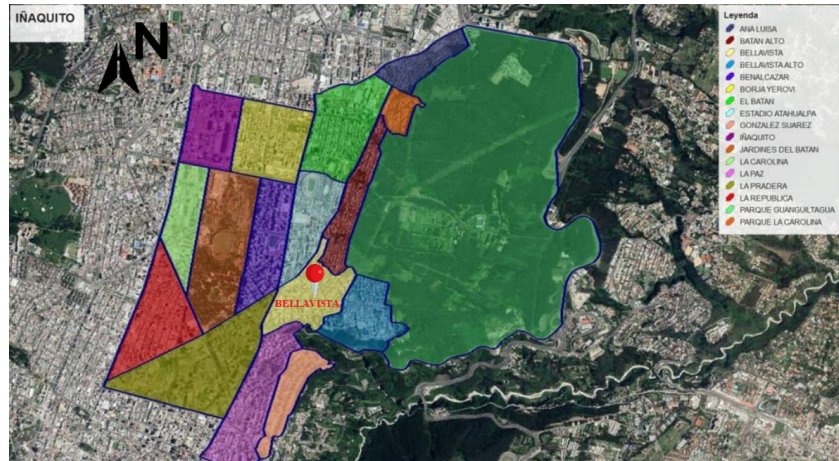 IÑAQUITO
N
Leyenda
ANA LUISA
BATAN ALTO
BELLAVISTA
BELLAVISTA ALTO
BENALCAZAR
BORJA YEROVI
EL BATAN
ESTADIO ATAHUALPA
GONZALEZ SUAREZ
IÑAQUITO
JARDINES DEL BATAN
LA CAROLINA
LA PAZ
LA PRADERA
LA REPUBLICA
PARQUE GUANGÜILTAGUA
PARQUE LA CAROLINA
BELLAVISTA